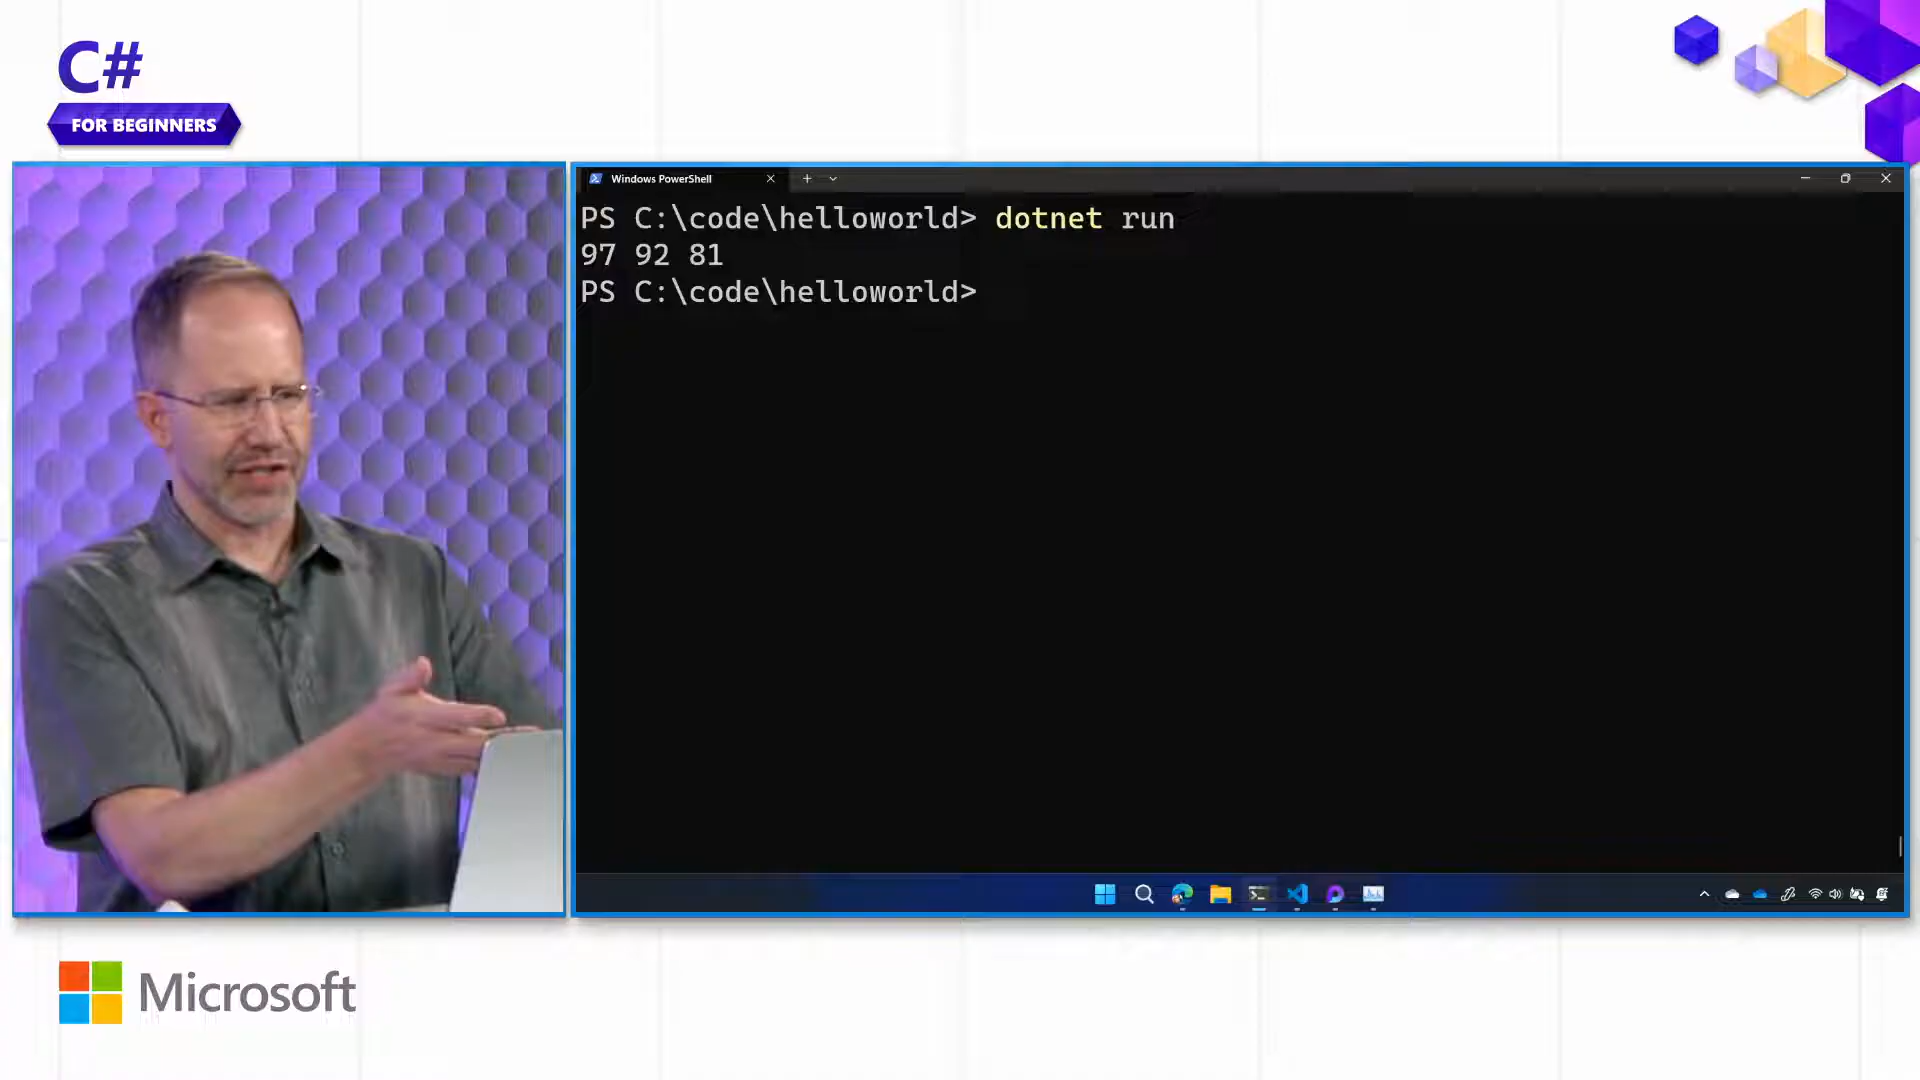 C#
FOR BEGINNERS
Windows PowerShell
PS C:\code\helloworld> dotnet run
97 92 81
PS C:\code\helloworld>
Microsoft